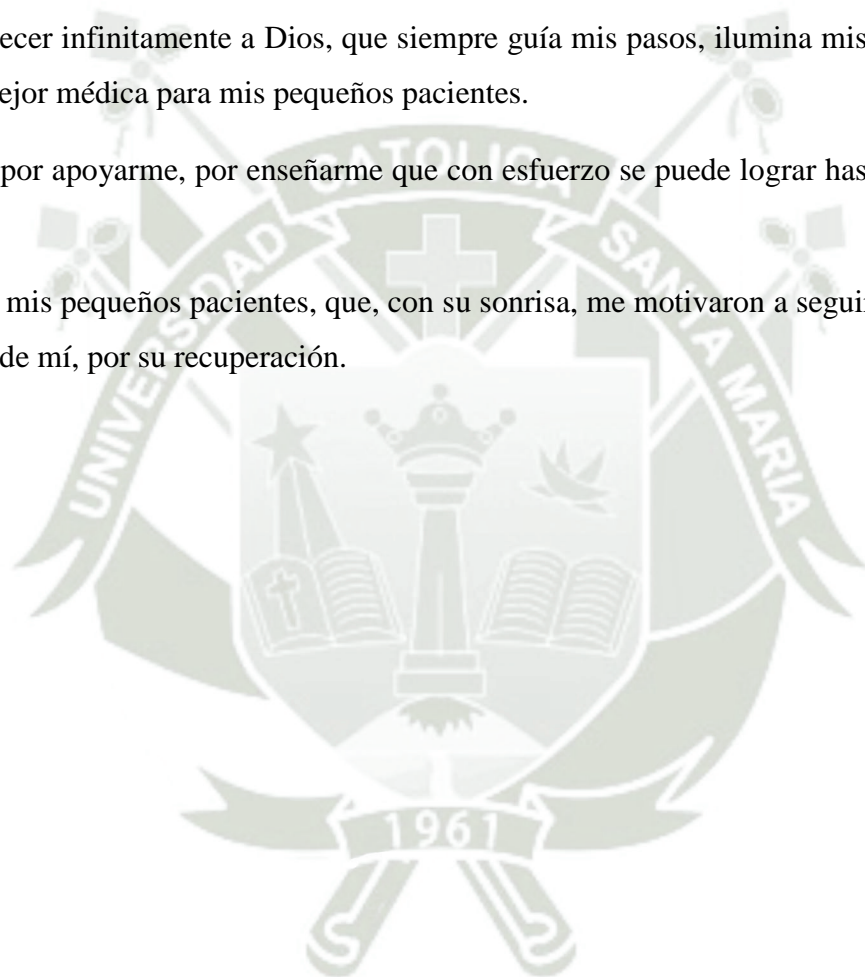 ecer infinitamente a Dios, que siempre guía mis pasos, ilumina mis
ejor médica para mis pequeños pacientes.
por apoyarme, por enseñarme que con esfuerzo se puede lograr has
mis pequeños pacientes, que, con su sonrisa, me motivaron a segui
de mí, por su recuperación.
UNIVERSIDAD CATOLICA SANTA MARIA
1961